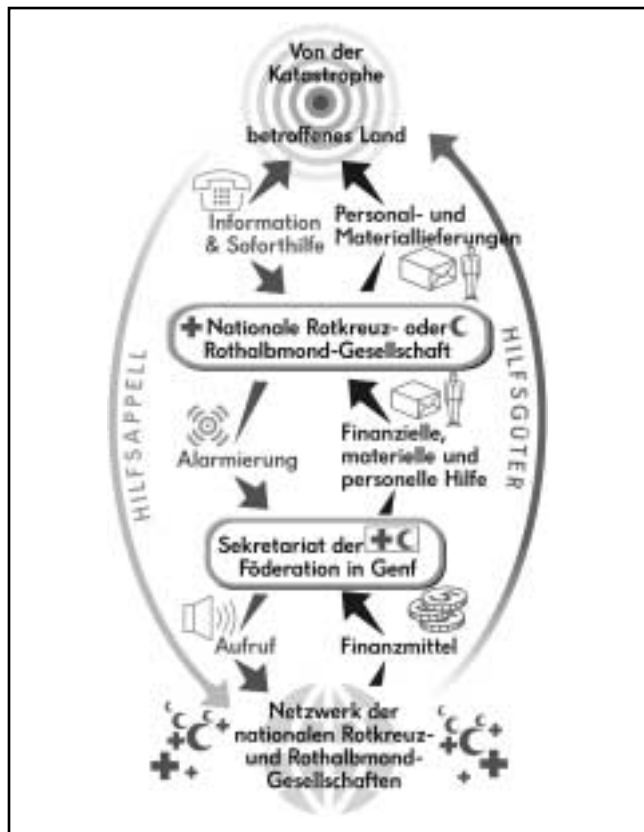 Von der
Katastrophe
betroffenes Land
Information
& Soforthilfe
Personal- und
Materiallieferungen
Nationale Rotkreuz- oder
Rothalbmond-Gesellschaft
HILFSAPPELL
HILFSGÜTER
Alarmierung
Finanzielle,
materielle und
personelle Hilfe
Sekretariat der
Föderation in Genf
Aufruf
Finanzmittel
Netzwerk der
nationalen Rotkreuz-
und Rothalbmond-
Gesellschaften